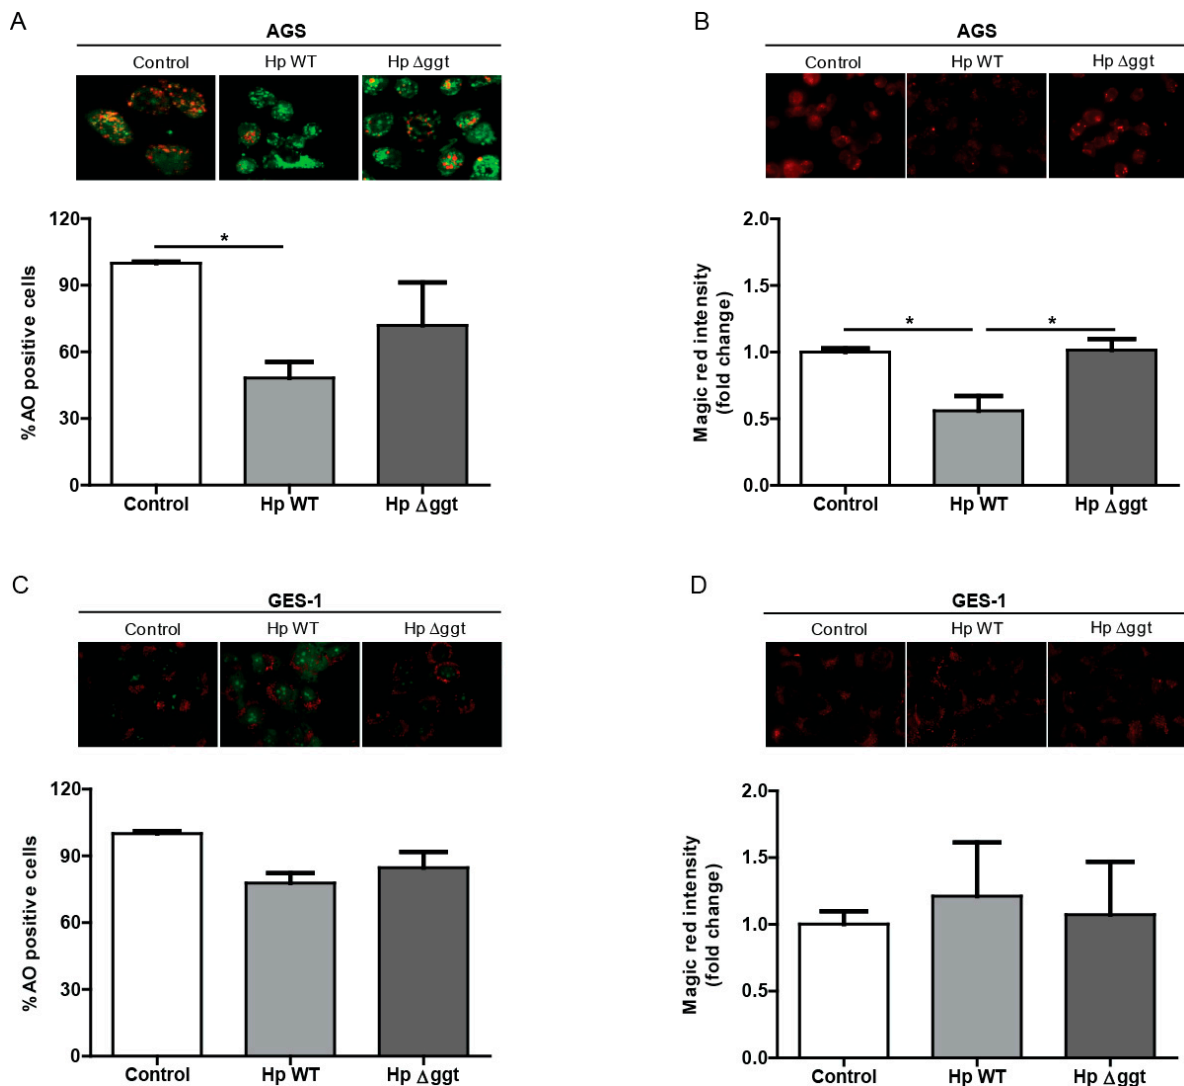 A
AGS
Control Hp WT Hp Δggt
120
90
60
30
0
% AO positive cells
*
Control Hp WT Hp Δggt
B
AGS
Control Hp WT Hp Δggt
2.0
1.5
1.0
0.5
0.0
Magic red intensity
(fold change)
* *
Control Hp WT Hp Δggt
C
GES-1
Control Hp WT Hp Δggt
120
90
60
30
0
% AO positive cells
Control Hp WT Hp Δggt
D
GES-1
Control Hp WT Hp Δggt
2.0
1.5
1.0
0.5
0.0
Magic red intensity
(fold change)
Control Hp WT Hp Δggt